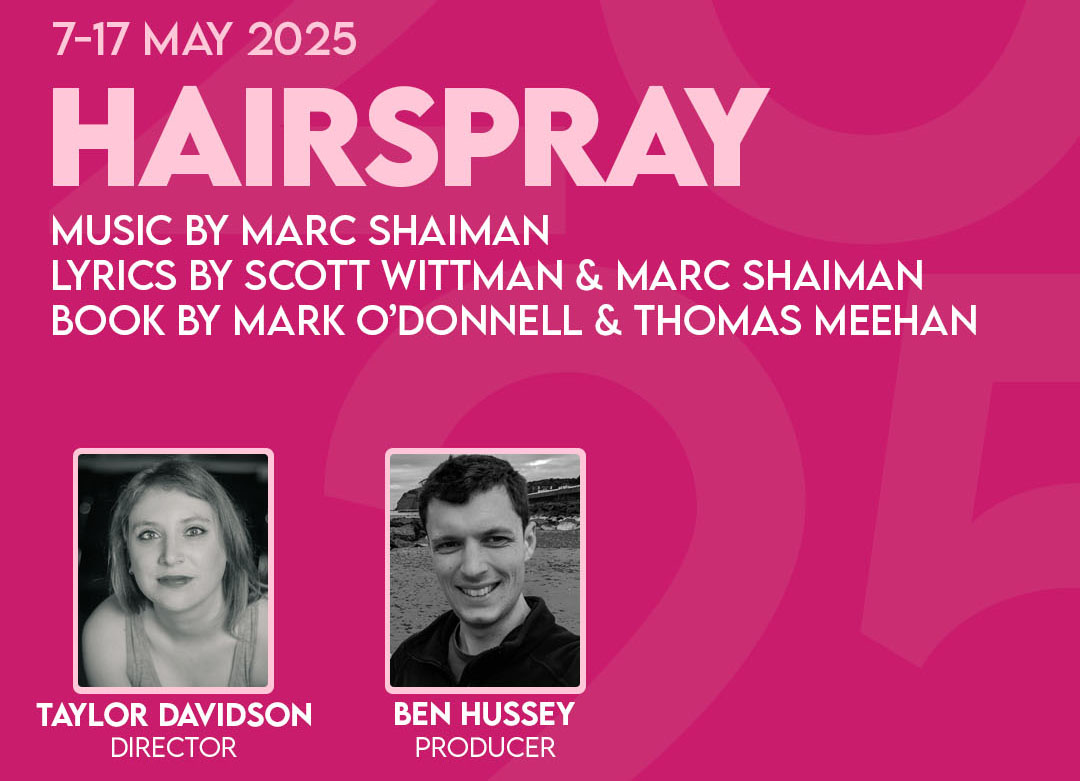 7-17 MAY 2025
HAIRSPRAY
MUSIC BY MARC SHAIMAN
LYRICS BY SCOTT WITTMAN & MARC SHAIMAN
BOOK BY MARK O’DONNELL & THOMAS MEEHAN
TAYLOR DAVIDSON
DIRECTOR
BEN HUSSEY
PRODUCER
2025